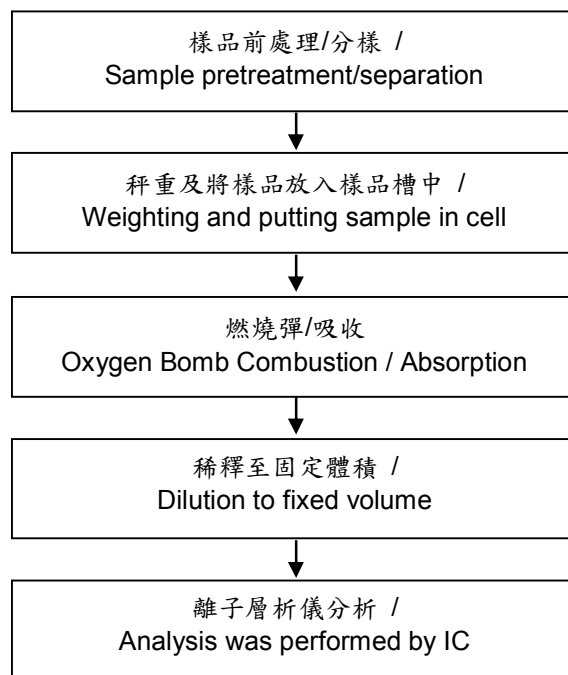 樣品前處理/分樣 /
Sample pretreatment/separation
秤重及將樣品放入樣品槽中 /
Weighting and putting sample in cell
燃燒彈/吸收
Oxygen Bomb Combustion / Absorption
稀釋至固定體積 /
Dilution to fixed volume
離子層析儀分析 /
Analysis was performed by IC